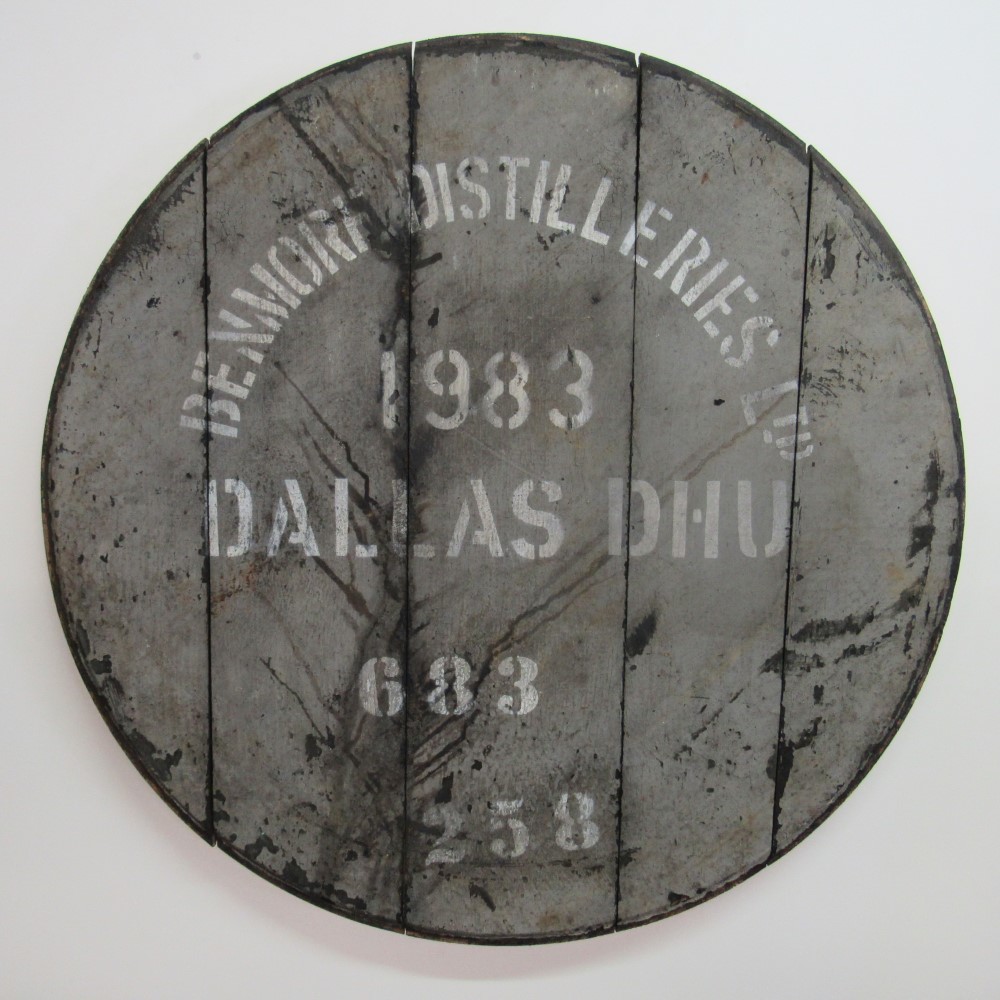 BENMORE DISTILLERIES LTD
1983
DALLAS DHU
683
258